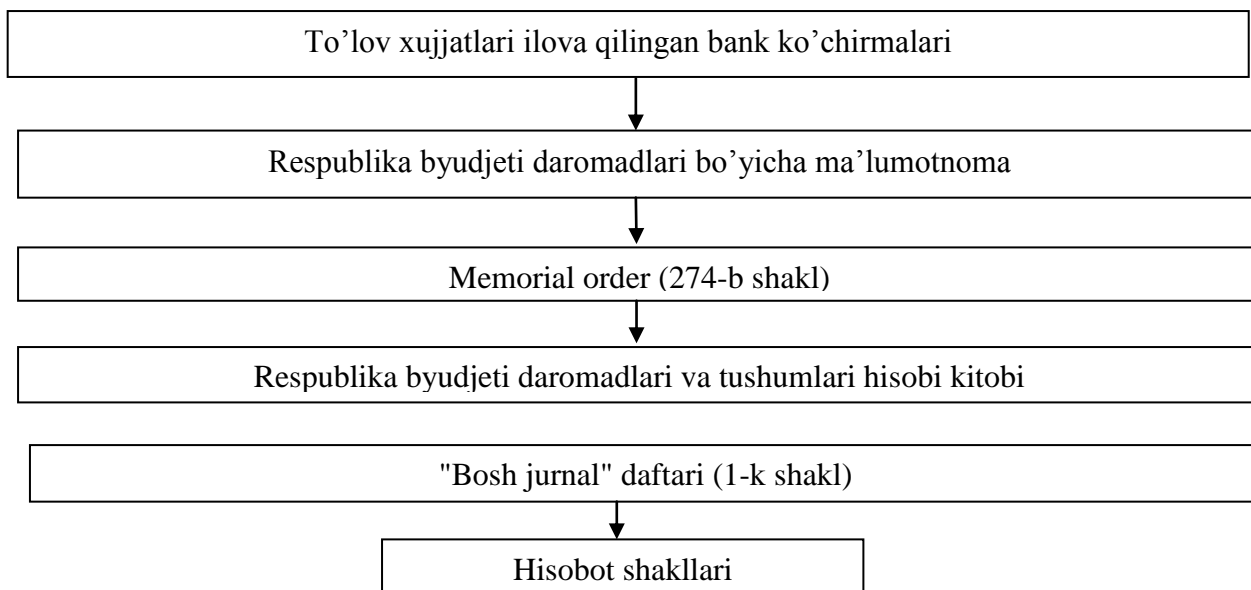 To’lov xujjatlari ilova qilingan bank ko’chirmalari
Respublika byudjeti daromadlari bo’yicha ma’lumotnoma
Memorial order (274-b shakl)
Respublika byudjeti daromadlari va tushumlari hisobi kitobi
"Bosh jurnal" daftari (1-k shakl)
Hisobot shakllari